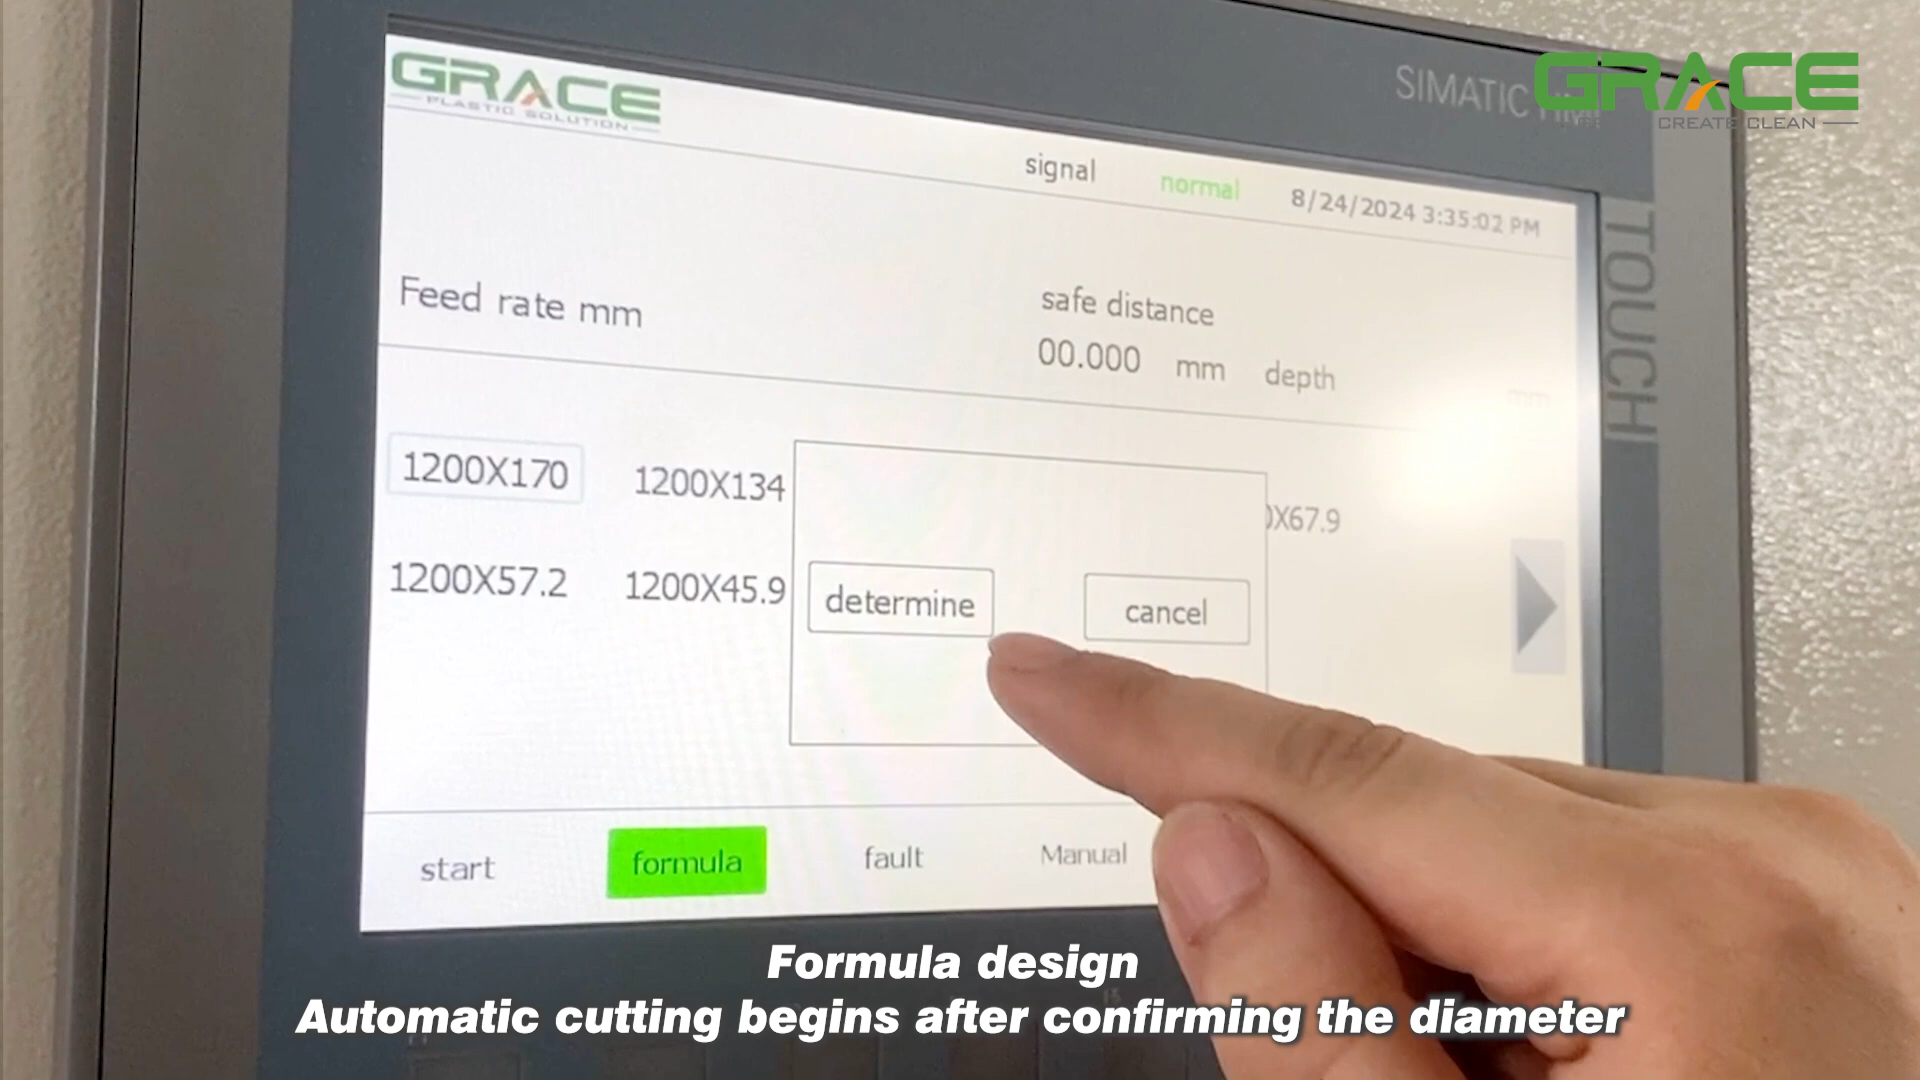 GRACE
PLASTIC SOLUTION
SIMATIC
GRACE
CREATE CLEAN
TOUCH
signal normal 8/24/2024 3:35:02 PM
Feed rate mm
safe distance
00.000 mm depth mm
1200X170 1200X134 0X67.9
1200X57.2 1200X45.9
determine cancel
start formula fault Manual
Formula design
Automatic cutting begins after confirming the diameter